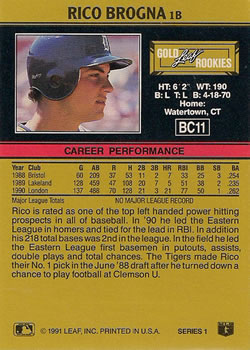 RICO BROGNA 1B
GOLD Leaf ROOKIES
HT: 6' 2" WT: 190
B: L T: L B: 4-18-70
Home:
Watertown, CT
BC11
CAREER PERFORMANCE
Year Club G AB R H 2B 3B HR RBI SB AVG
1988 Bristol 60 209 37 53 11 2 7 33 3 .254
1989 Lakeland 128 459 47 108 20 7 5 51 2 .235
1990 London 137 488 70 128 21 3 21 77 1 .262
Major League Totals NO MAJOR LEAGUE RECORD
Rico is rated as one of the top left handed power hitting
prospects in all of baseball. In '90 he led the Eastern
League in homers and tied for the lead in RBI. In addition
his 218 total bases was 2nd in the league. In the field he led
the Eastern League first basemen in putouts, assists,
double plays and total chances. The Tigers made Rico
their No. 1 pick in the June '88 draft after he turned down a
chance to play football at Clemson U.
© 1991 LEAF, INC. PRINTED IN U.S.A.
SERIES 1